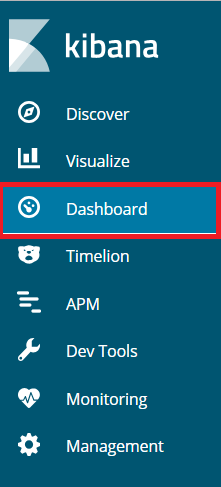 kibana
Discover
Visualize
Dashboard
Timelion
APM
Dev Tools
Monitoring
Management